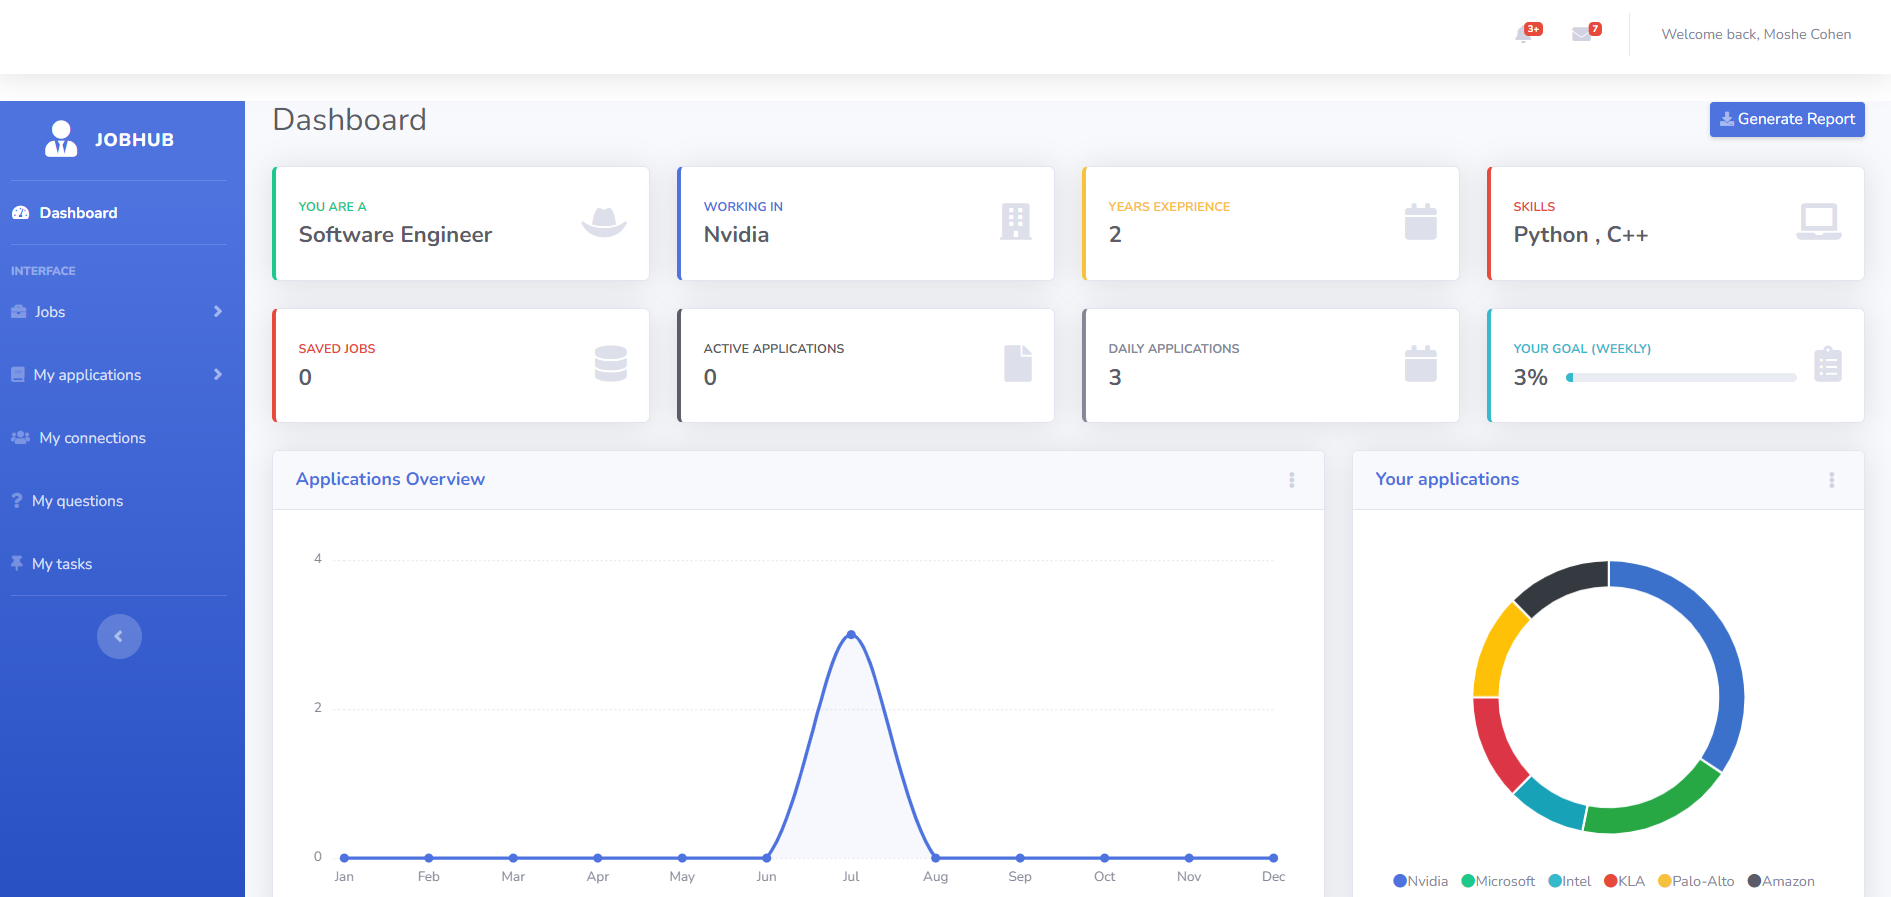 3+
7
Welcome back, Moshe Cohen
JOBHUB
Dashboard
INTERFACE
Jobs
My applications
My connections
My questions
My tasks
Dashboard
Generate Report
YOU ARE A
Software Engineer
WORKING IN
Nvidia
YEARS EXEPRIENCE
2
SKILLS
Python , C++
SAVED JOBS
0
ACTIVE APPLICATIONS
0
DAILY APPLICATIONS
3
YOUR GOAL (WEEKLY)
3%
Applications Overview
4
2
0
Jan Feb Mar Apr May Jun Jul Aug Sep Oct Nov Dec
Your applications
Nvidia Microsoft Intel KLA Palo-Alto Amazon